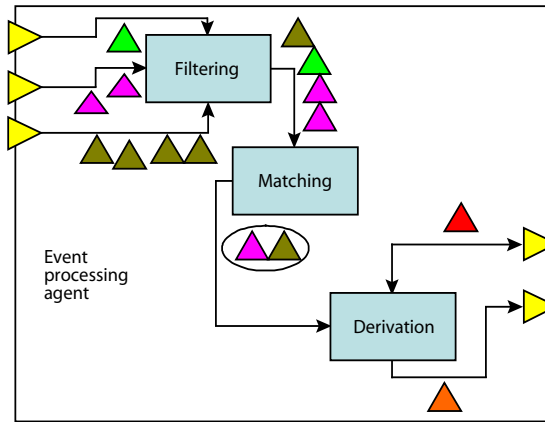 Filtering
Matching
Event
processing
agent
Derivation